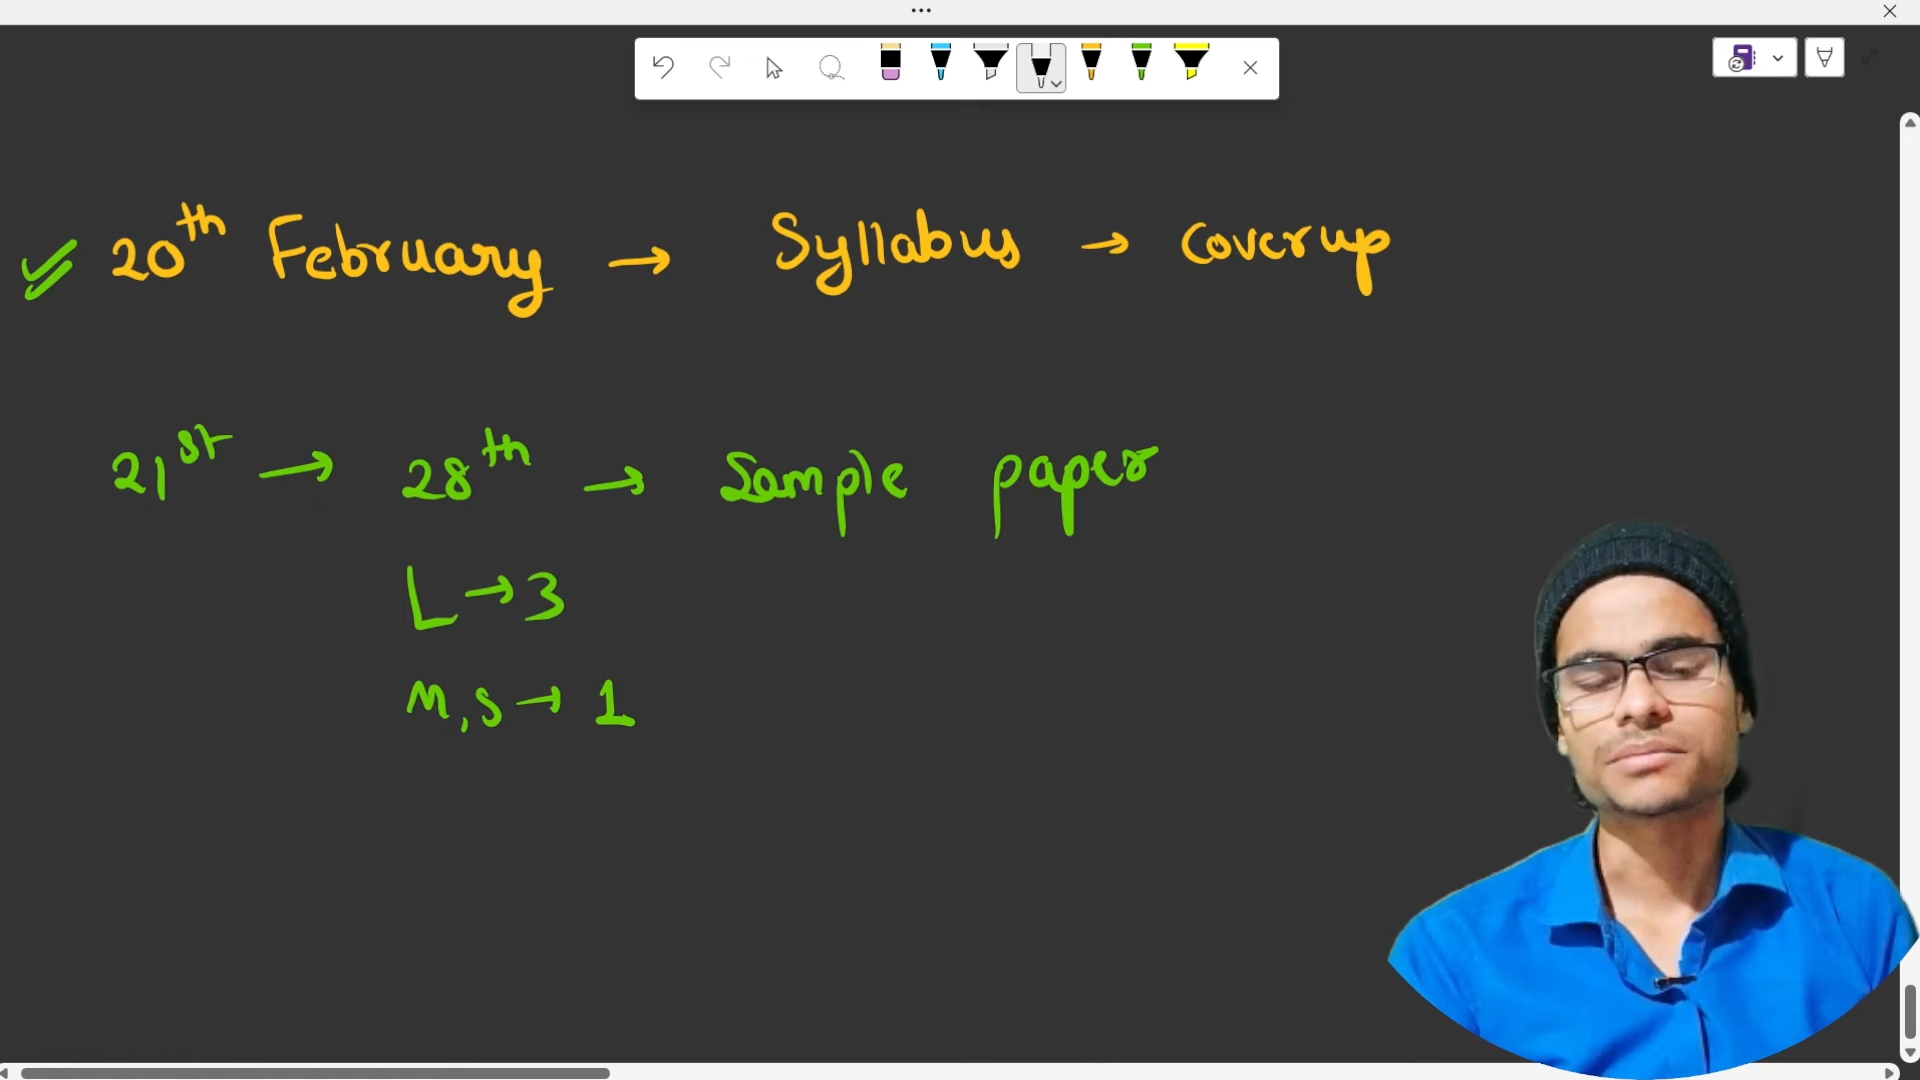 20th February → Syllabus → Coverup
21st → 28th → Sample paper
L → 3
M, S → 1